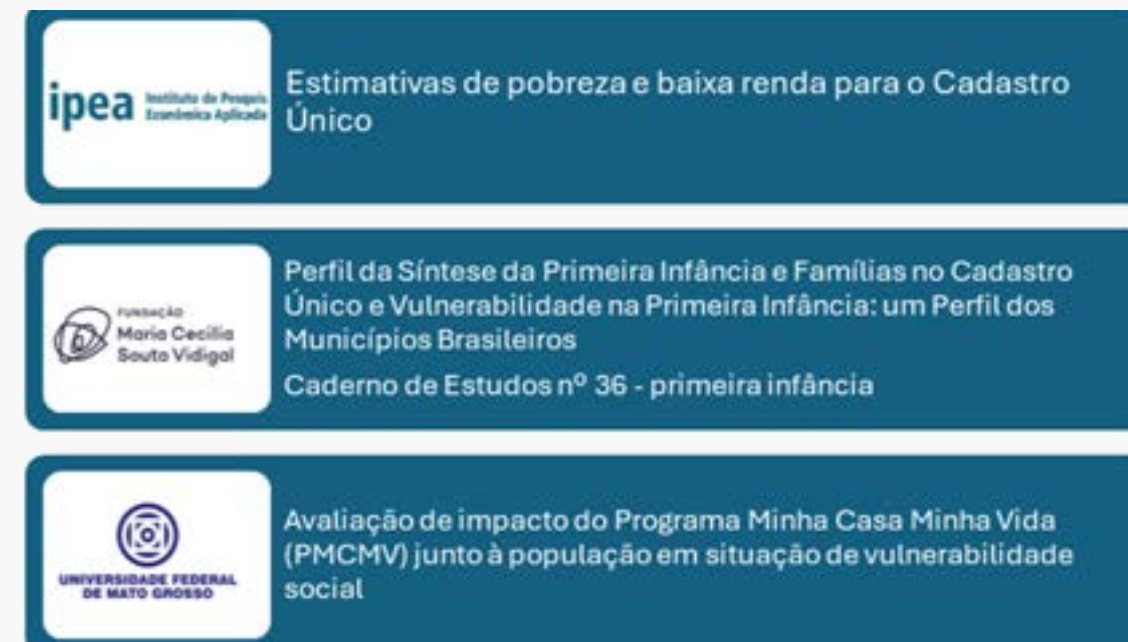 ipea Instituto de Pesquisa
Econômica Aplicada
Estimativas de pobreza e baixa renda para o Cadastro
Único
FUNDAÇÃO
Maria Cecilia
Souto Vidigal
Perfil da Síntese da Primeira Infância e Famílias no Cadastro
Único e Vulnerabilidade na Primeira Infância: um Perfil dos
Municípios Brasileiros
Caderno de Estudos nº 36 - primeira infância
UNIVERSIDADE FEDERAL
DE MATO GROSSO
Avaliação de impacto do Programa Minha Casa Minha Vida
(PMCMV) junto à população em situação de vulnerabilidade
social